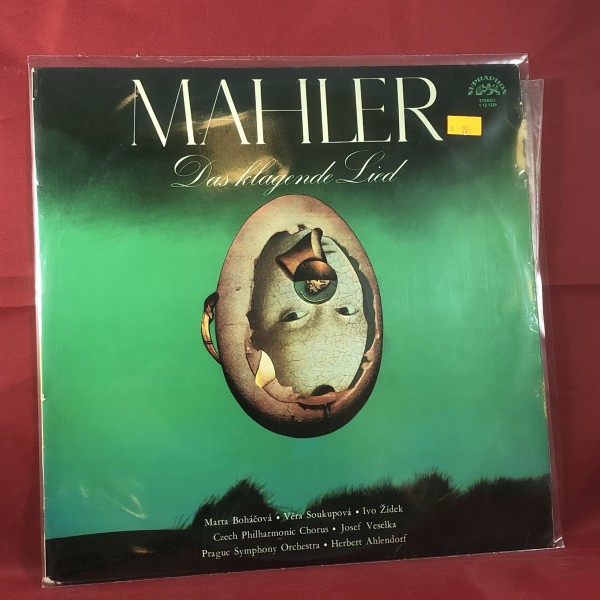 MAHLER
Das klagende Lied
SUPRAPHON
STEREO
Marta Boháčová • Věra Soukupová • Ivo Žídek
Czech Philharmonic Chorus • Josef Veselka
Prague Symphony Orchestra • Herbert Ahlendorf